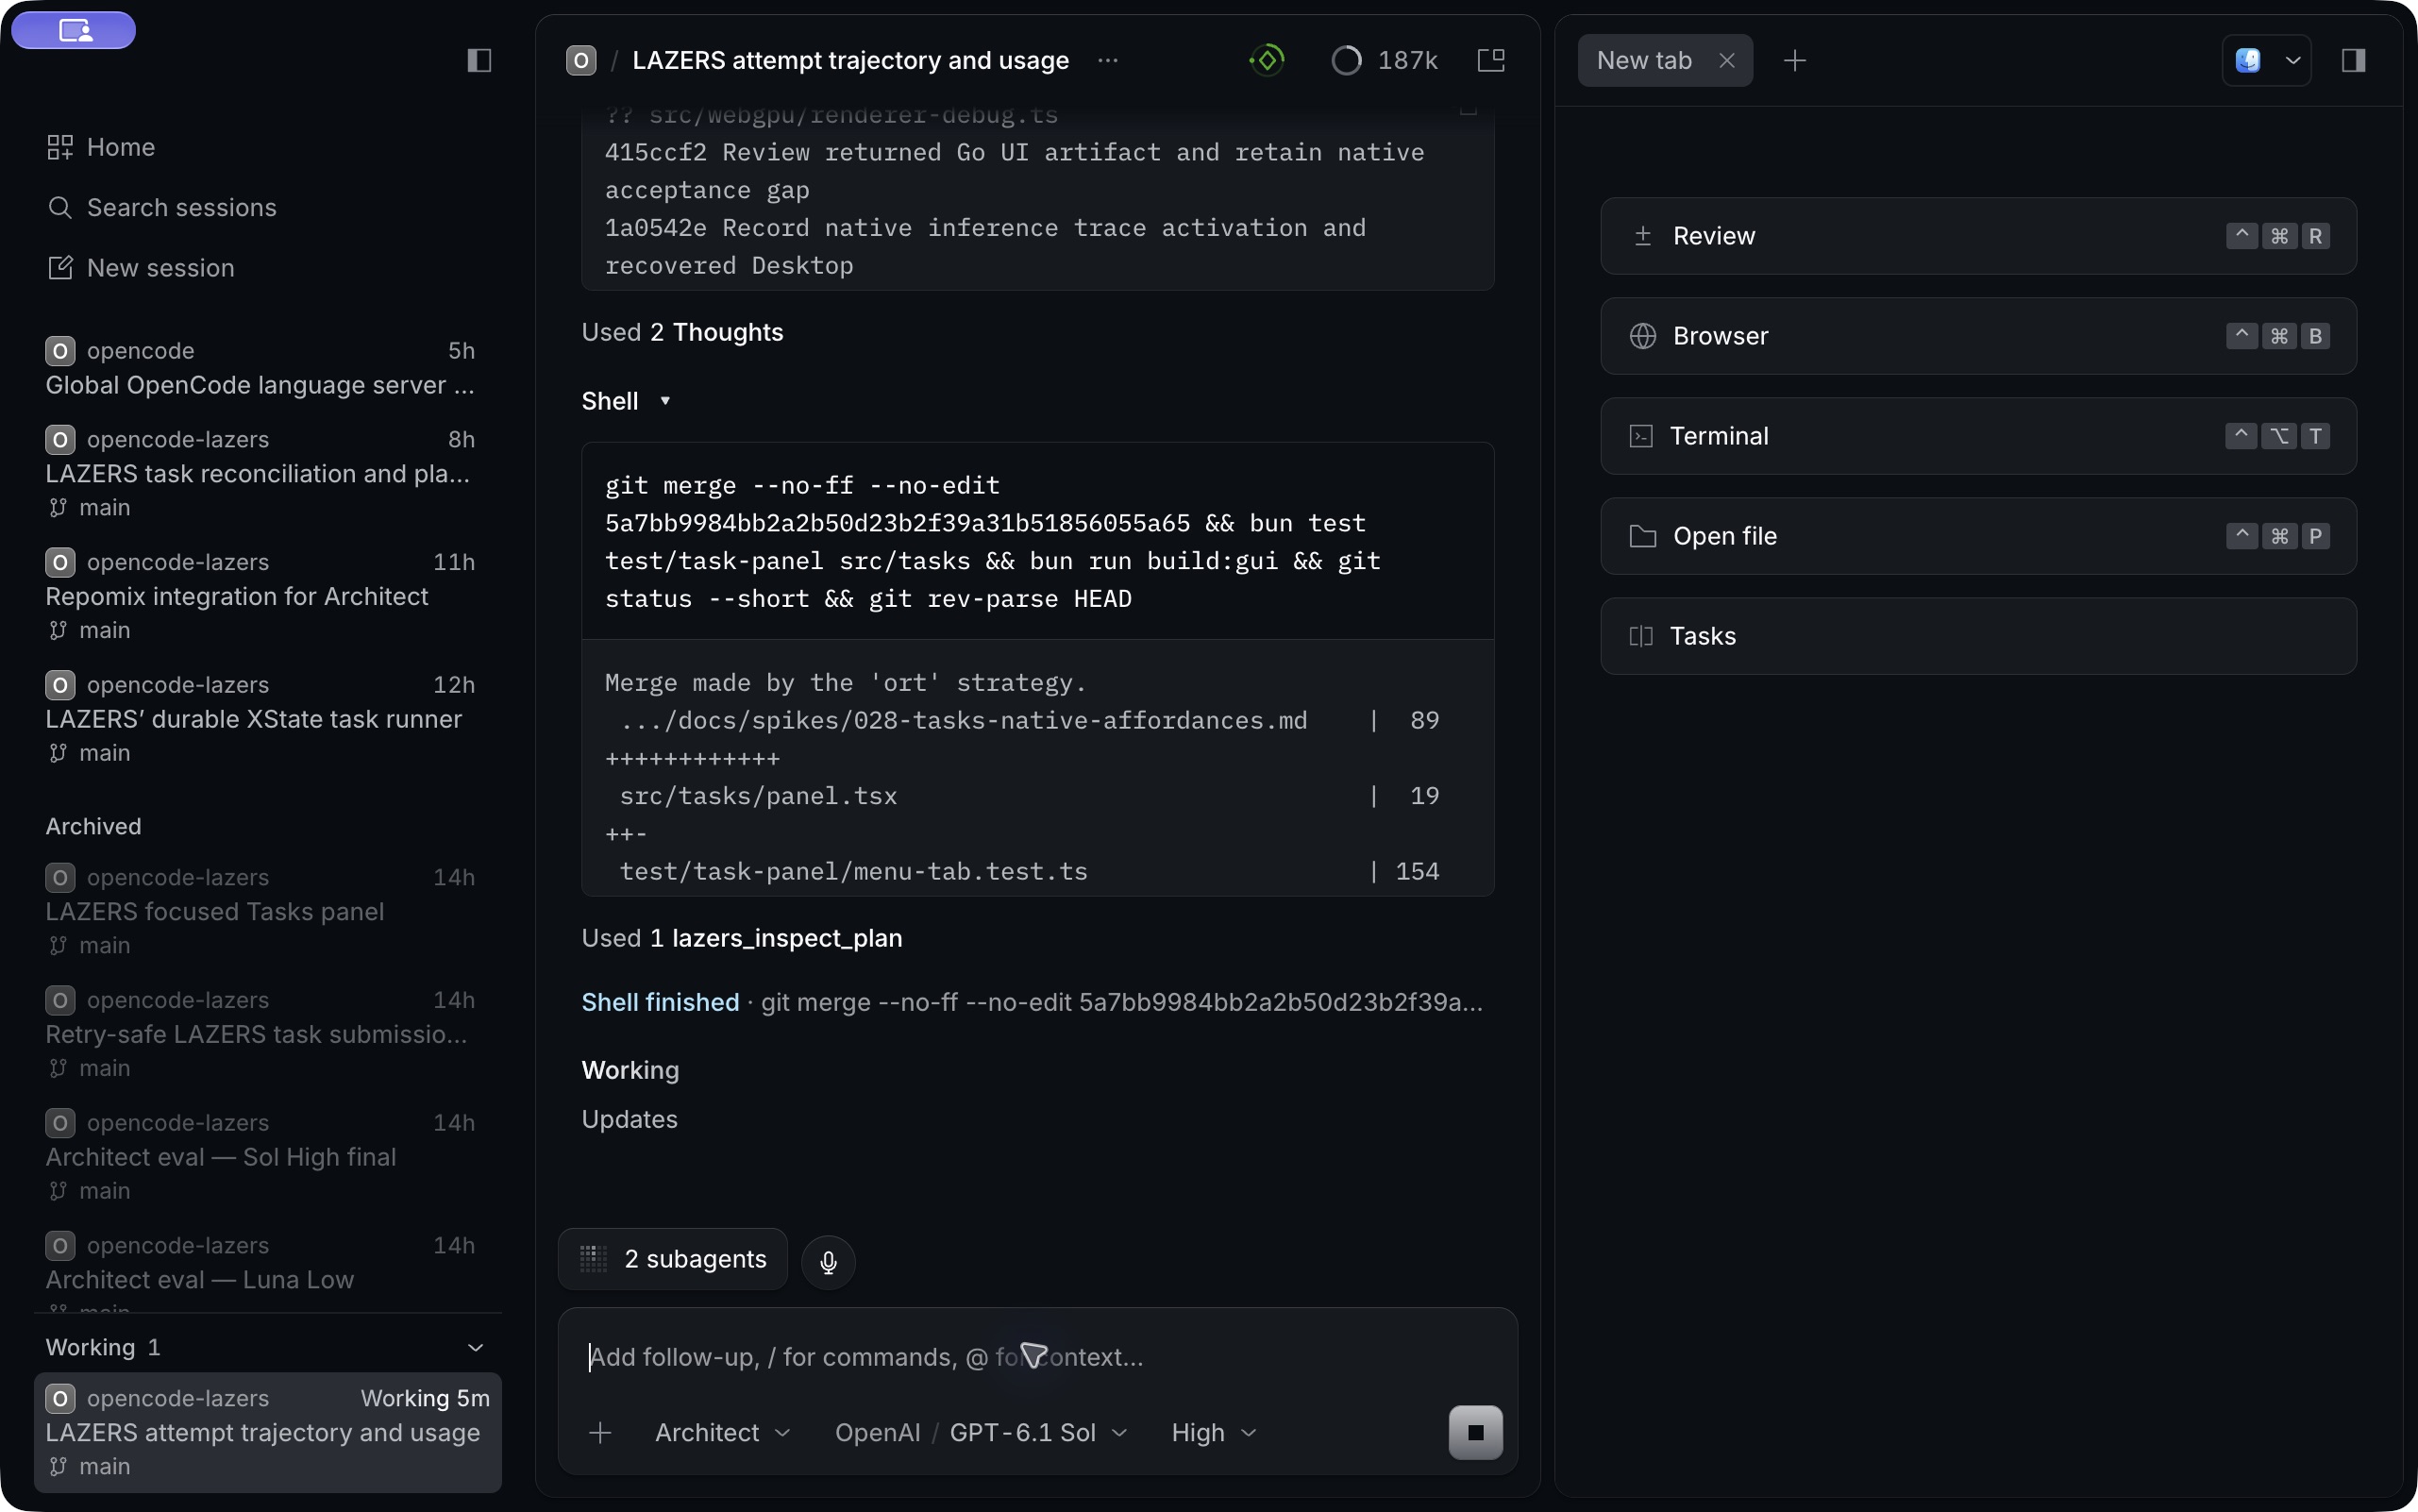 Home
Search sessions
New session
O opencode 5h
Global OpenCode language server ...
O opencode-lazers 8h
LAZERS task reconciliation and pla...
main
O opencode-lazers 11h
Repomix integration for Architect
main
O opencode-lazers 12h
LAZERS’ durable XState task runner
main
Archived
O opencode-lazers 14h
LAZERS focused Tasks panel
main
O opencode-lazers 14h
Retry-safe LAZERS task submissio...
main
O opencode-lazers 14h
Architect eval — Sol High final
main
O opencode-lazers 14h
Architect eval — Luna Low
main
Working 1
O opencode-lazers Working 5m
LAZERS attempt trajectory and usage
main
O / LAZERS attempt trajectory and usage ... 187k
?? src/webgpu/renderer-debug.ts
415ccf2 Review returned Go UI artifact and retain native
acceptance gap
1a0542e Record native inference trace activation and
recovered Desktop
Used 2 Thoughts
Shell
git merge --no-ff --no-edit
5a7bb9984bb2a2b50d23b2f39a31b51856055a65 && bun test
test/task-panel src/tasks && bun run build:gui && git
status --short && git rev-parse HEAD
Merge made by the 'ort' strategy.
.../docs/spikes/028-tasks-native-affordances.md | 89
++++++++++++
src/tasks/panel.tsx | 19
++-
test/task-panel/menu-tab.test.ts | 154
Used 1 lazers_inspect_plan
Shell finished · git merge --no-ff --no-edit 5a7bb9984bb2a2b50d23b2f39a...
Working
Updates
2 subagents
Add follow-up, / for commands, @ for context...
Architect OpenAI / GPT-6.1 Sol High
New tab
Review ^ ⌘ R
Browser ^ ⌘ B
Terminal ^ ⌥ T
Open file ^ ⌘ P
Tasks